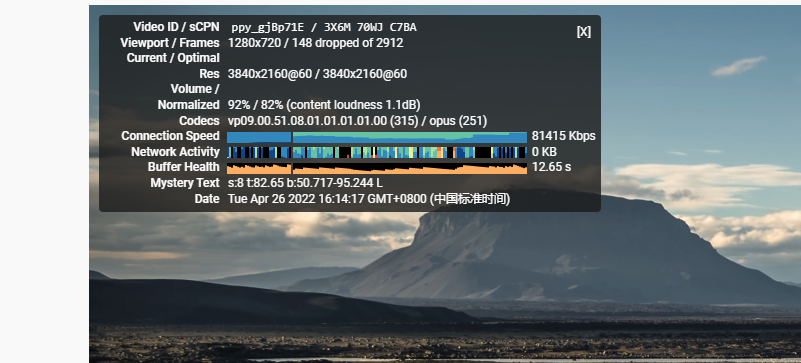 Video ID / sCPN ppy_gjBp71E / 3X6M 70WJ C7BA
[X]
Viewport / Frames 1280x720 / 148 dropped of 2912
Current / Optimal
Res 3840x2160@60 / 3840x2160@60
Volume /
Normalized 92% / 82% (content loudness 1.1dB)
Codecs vp09.00.51.08.01.01.01.01.00 (315) / opus (251)
Connection Speed 81415 Kbps
Network Activity 0 KB
Buffer Health 12.65 s
Mystery Text s:8 t:82.65 b:50.717-95.244 L
Date Tue Apr 26 2022 16:14:17 GMT+0800 (中国标准时间)